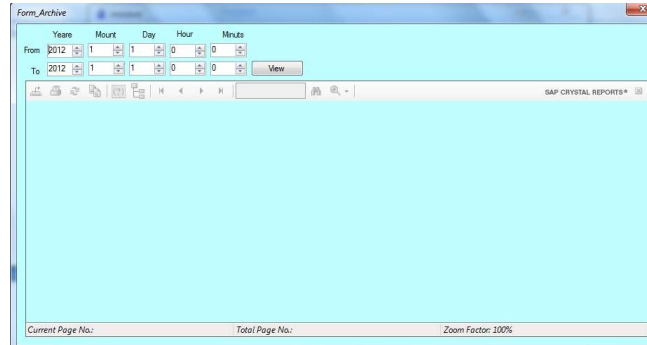 Form_Archive
Yeare Mount Day Hour Minuts
From 2012 1 1 0 0
To 2012 1 1 0 0 View
SAP CRYSTAL REPORTS®
Current Page No.: Total Page No.: Zoom Factor: 100%